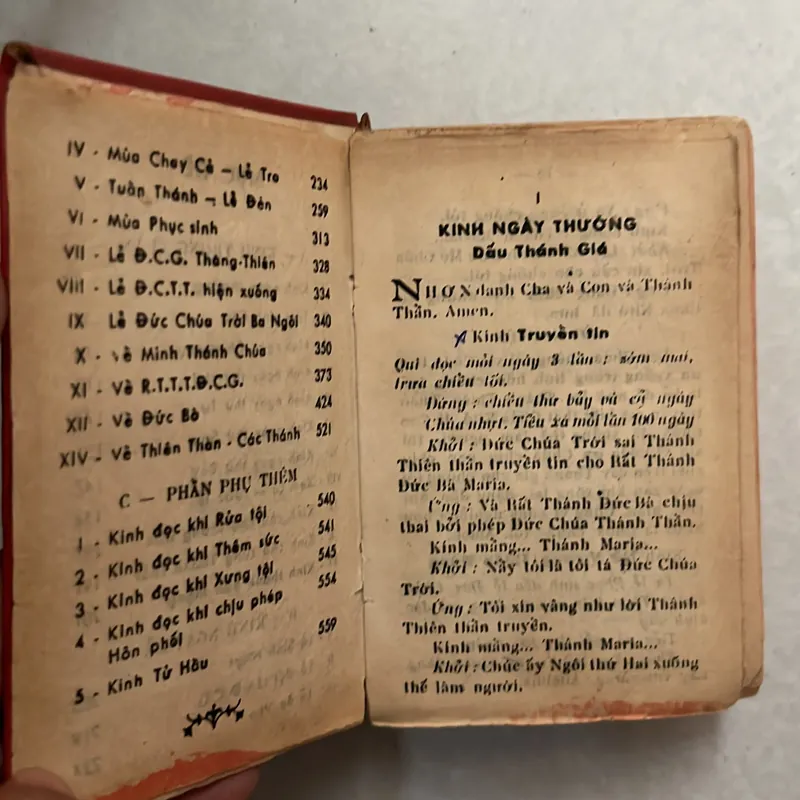 IV - Mùa Chay Cả - Lễ Tro 234
V - Tuần Thánh - Lễ Đèn 259
VI - Mùa Phục sinh 313
VII - Lễ Đ.C.G. Thăng-Thiên 328
VIII - Lễ Đ.C.T.T. hiện xuống 334
IX Lễ Đức Chúa Trời Ba Ngôi 340
X - Về Mình Thánh Chúa 350
XI - Về R.T.T.T.Đ.C.G. 373
XII - Về Đức Bà 424
XIV - Về Thiên Thần - Các Thánh 521
C - PHẦN PHỤ THÊM
1 - Kinh đọc khi Rửa tội 540
2 - Kinh đọc khi Thêm sức 541
3 - Kinh đọc khi Xưng tội 545
4 - Kinh đọc khi chịu phép 554
Hôn phối
5 - Kinh Từ Hầu 559
I
KINH NGÀY THƯỜNG
Dấu Thánh Giá
NHƠN danh Cha và Con và Thánh
Thần. Amen.
Kinh Truyền tin
Quì đọc mỗi ngày 3 lần : sớm mai,
trưa chiều tối.
Đứng : chiều thứ bảy và cả ngày
Chúa nhựt. Tiểu xá mỗi lần 100 ngày
Khởi : Đức Chúa Trời sai Thánh
Thiên thần truyền tin cho Rất Thánh
Đức Bà Maria.
Ứng : Và Rất Thánh Đức Bà chịu
thai bởi phép Đức Chúa Thánh Thần.
Kính mầng... Thánh Maria...
Khởi : Nầy tôi là tôi tá Đức Chúa
Trời.
Ứng : Tôi xin vâng như lời Thánh
Thiên thần truyền.
Kính mầng... Thánh Maria...
Khởi : Chúc ấy Ngôi thứ Hai xuống
thế làm người.